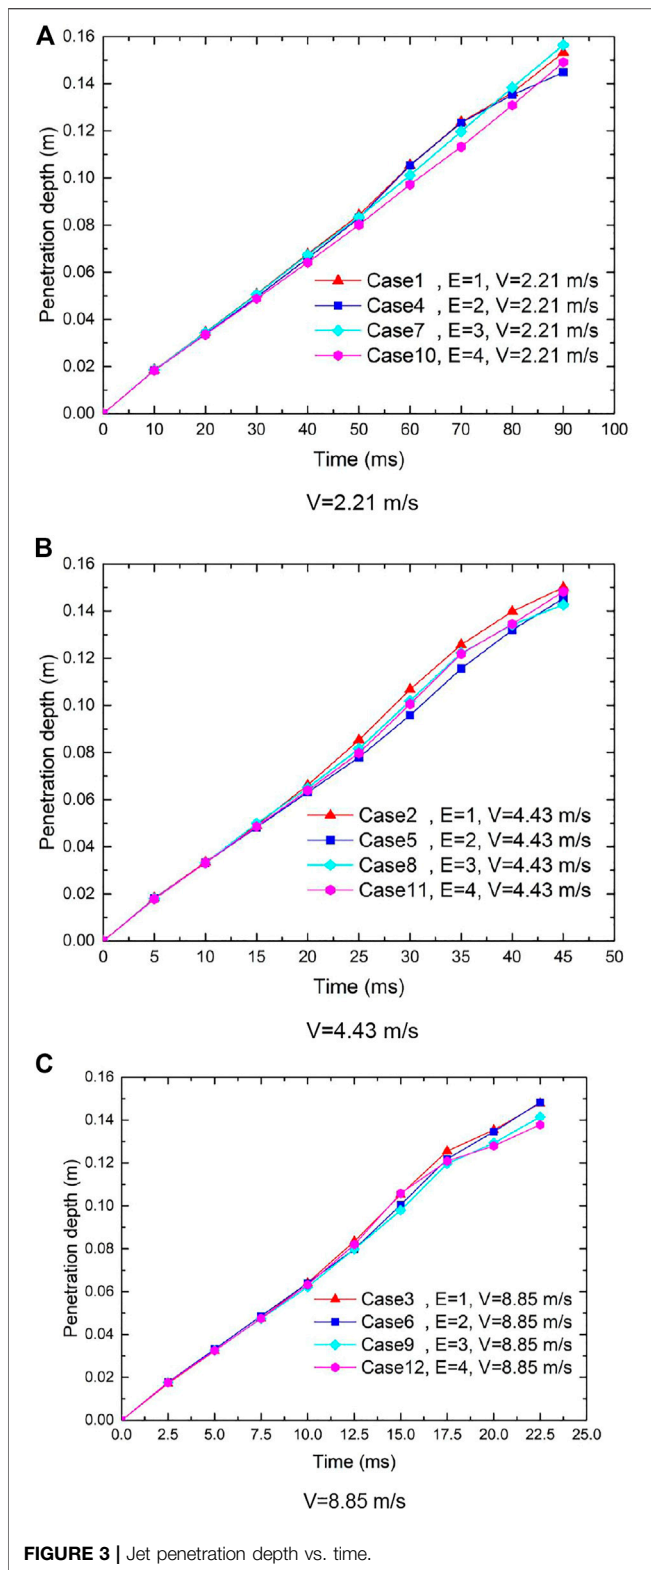 A
0.16
0.14
0.12
0.10
0.08
0.06
0.04
0.02
0.00
Penetration depth (m)
Case1 , E=1, V=2.21 m/s
Case4 , E=2, V=2.21 m/s
Case7 , E=3, V=2.21 m/s
Case10, E=4, V=2.21 m/s
0 10 20 30 40 50 60 70 80 90 100
Time (ms)
V=2.21 m/s
B
0.16
0.14
0.12
0.10
0.08
0.06
0.04
0.02
0.00
Penetration depth (m)
Case2 , E=1, V=4.43 m/s
Case5 , E=2, V=4.43 m/s
Case8 , E=3, V=4.43 m/s
Case11, E=4, V=4.43 m/s
0 5 10 15 20 25 30 35 40 45 50
Time (ms)
V=4.43 m/s
C
0.16
0.14
0.12
0.10
0.08
0.06
0.04
0.02
0.00
Penetration depth (m)
Case3 , E=1, V=8.85 m/s
Case6 , E=2, V=8.85 m/s
Case9 , E=3, V=8.85 m/s
Case12, E=4, V=8.85 m/s
0.0 2.5 5.0 7.5 10.0 12.5 15.0 17.5 20.0 22.5 25.0
Time (ms)
V=8.85 m/s
FIGURE 3 | Jet penetration depth vs. time.